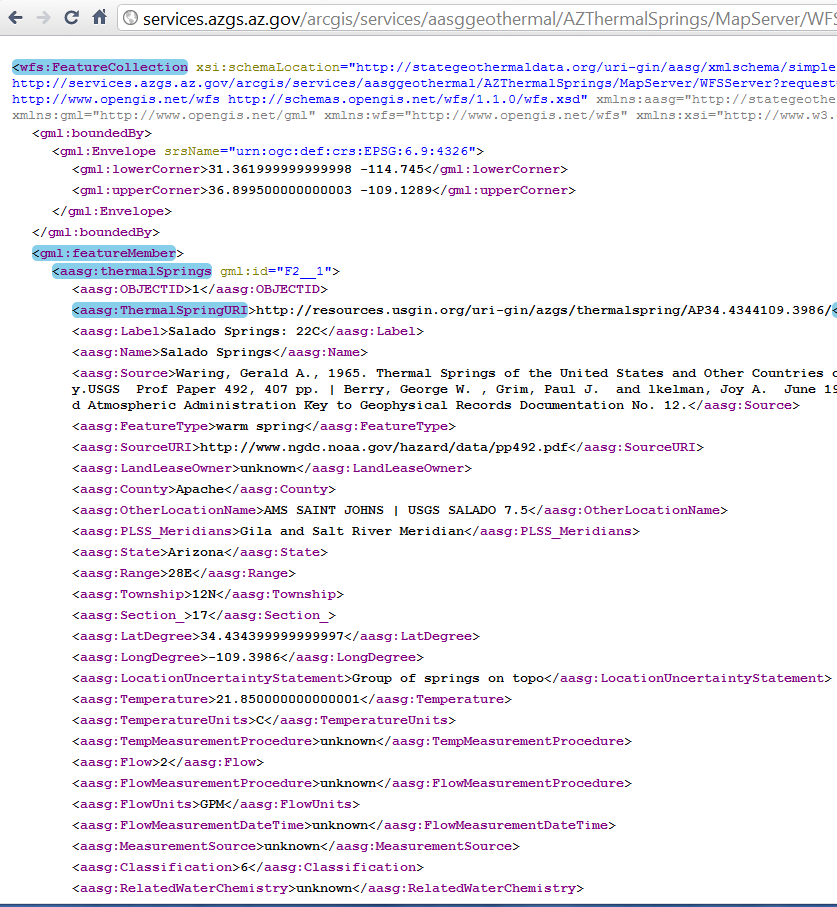 services.azgs.az.gov/arcgis/services/aasggeothermal/AZThermalSprings/MapServer/WFS
<wfs:FeatureCollection xsi:schemaLocation="http://stategeothermaldata.org/uri-gin/aasg/xmlschema/simple
http://services.azgs.az.gov/arcgis/services/aasggeothermal/AZThermalSprings/MapServer/WFSServer?request
http://www.opengis.net/wfs http://schemas.opengis.net/wfs/1.1.0/wfs.xsd" xmlns:aasg="http://stategeothe
xmlns:gml="http://www.opengis.net/gml" xmlns:wfs="http://www.opengis.net/wfs" xmlns:xsi="http://www.w3.
<gml:boundedBy>
<gml:Envelope srsName="urn:ogc:def:crs:EPSG:6.9:4326">
<gml:lowerCorner>31.361999999999998 -114.745</gml:lowerCorner>
<gml:upperCorner>36.899500000000003 -109.1289</gml:upperCorner>
</gml:Envelope>
</gml:boundedBy>
<gml:featureMember>
<aasg:thermalSprings gml:id="F2__1">
<aasg:OBJECTID>1</aasg:OBJECTID>
<aasg:ThermalSpringURI>http://resources.usgin.org/uri-gin/azgs/thermalspring/AP34.4344109.3986/<
<aasg:Label>Salado Springs: 22C</aasg:Label>
<aasg:Name>Salado Springs</aasg:Name>
<aasg:Source>Waring, Gerald A., 1965. Thermal Springs of the United States and Other Countries o
y.USGS  Prof Paper 492, 407 pp. | Berry, George W. , Grim, Paul J.  and lkelman, Joy A.  June 19
d Atmospheric Administration Key to Geophysical Records Documentation No. 12.</aasg:Source>
<aasg:FeatureType>warm spring</aasg:FeatureType>
<aasg:SourceURI>http://www.ngdc.noaa.gov/hazard/data/pp492.pdf</aasg:SourceURI>
<aasg:LandLeaseOwner>unknown</aasg:LandLeaseOwner>
<aasg:County>Apache</aasg:County>
<aasg:OtherLocationName>AMS SAINT JOHNS | USGS SALADO 7.5</aasg:OtherLocationName>
<aasg:PLSS_Meridians>Gila and Salt River Meridian</aasg:PLSS_Meridians>
<aasg:State>Arizona</aasg:State>
<aasg:Range>28E</aasg:Range>
<aasg:Township>12N</aasg:Township>
<aasg:Section_>17</aasg:Section_>
<aasg:LatDegree>34.434399999999997</aasg:LatDegree>
<aasg:LongDegree>-109.3986</aasg:LongDegree>
<aasg:LocationUncertaintyStatement>Group of springs on topo</aasg:LocationUncertaintyStatement>
<aasg:Temperature>21.850000000000001</aasg:Temperature>
<aasg:TemperatureUnits>C</aasg:TemperatureUnits>
<aasg:TempMeasurementProcedure>unknown</aasg:TempMeasurementProcedure>
<aasg:Flow>2</aasg:Flow>
<aasg:FlowMeasurementProcedure>unknown</aasg:FlowMeasurementProcedure>
<aasg:FlowUnits>GPM</aasg:FlowUnits>
<aasg:FlowMeasurementDateTime>unknown</aasg:FlowMeasurementDateTime>
<aasg:MeasurementSource>unknown</aasg:MeasurementSource>
<aasg:Classification>6</aasg:Classification>
<aasg:RelatedWaterChemistry>unknown</aasg:RelatedWaterChemistry>